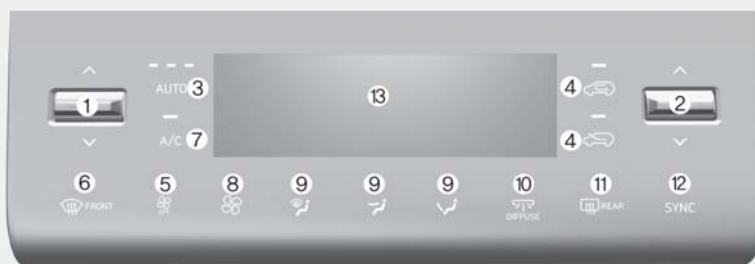 ① AUTO ③ ⑬ ④ ②
A/C ⑦ ④
⑥ ⑤ ⑧ ⑨ ⑨ ⑨ ⑩ ⑪ ⑫
FRONT OFF DIFFUSE REAR SYNC